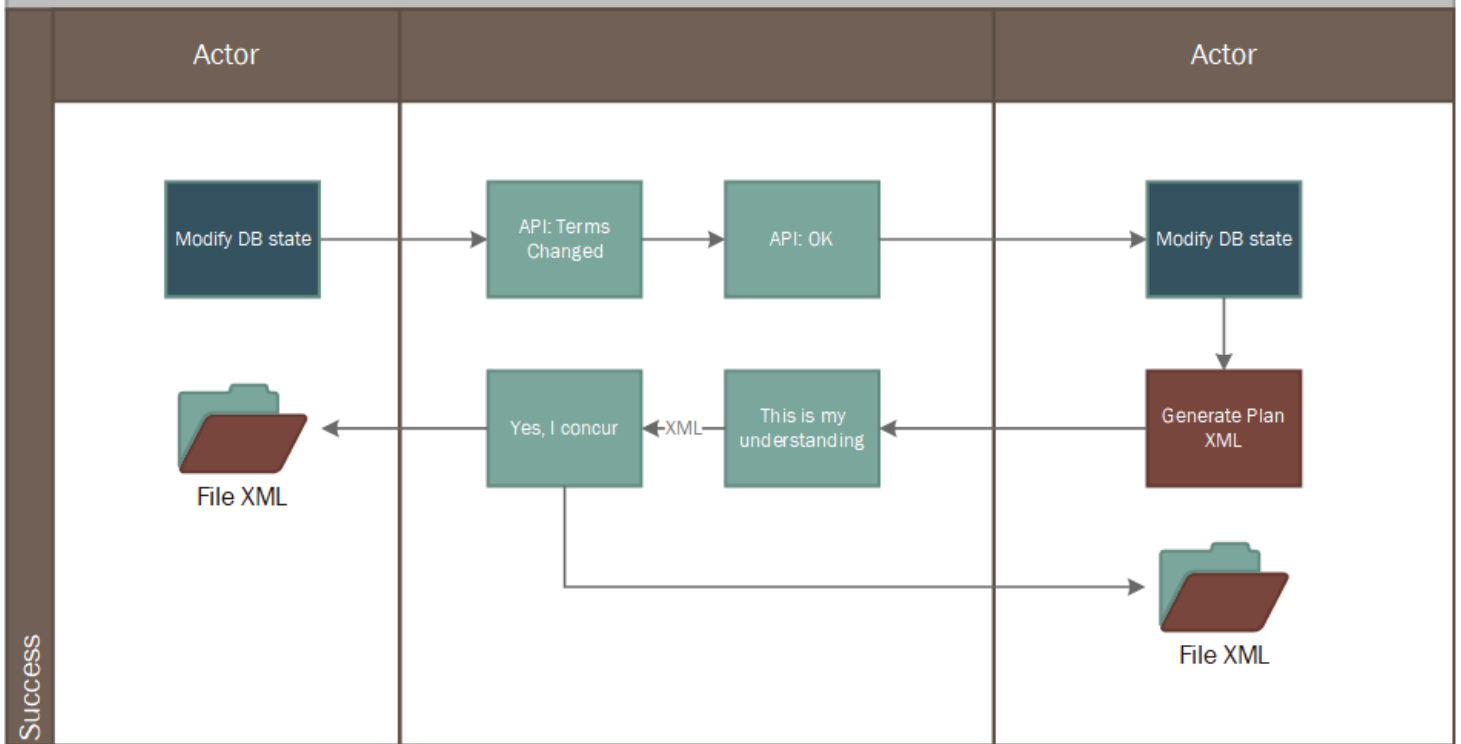 Actor
Actor
Modify DB state
API: Terms
Changed
API: OK
Modify DB state
Yes, I concur
XML
This is my
understanding
Generate Plan
XML
File XML
File XML
Success